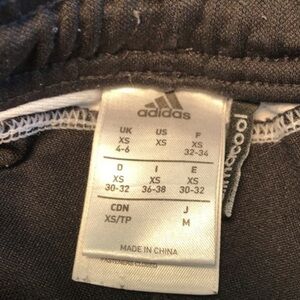 adidas
UK US F
XS XS XS
4-6 32-34
D I E
XS XS XS
30-32 36-38 30-32
CDN J
XS/TP M
MADE IN CHINA
climacool